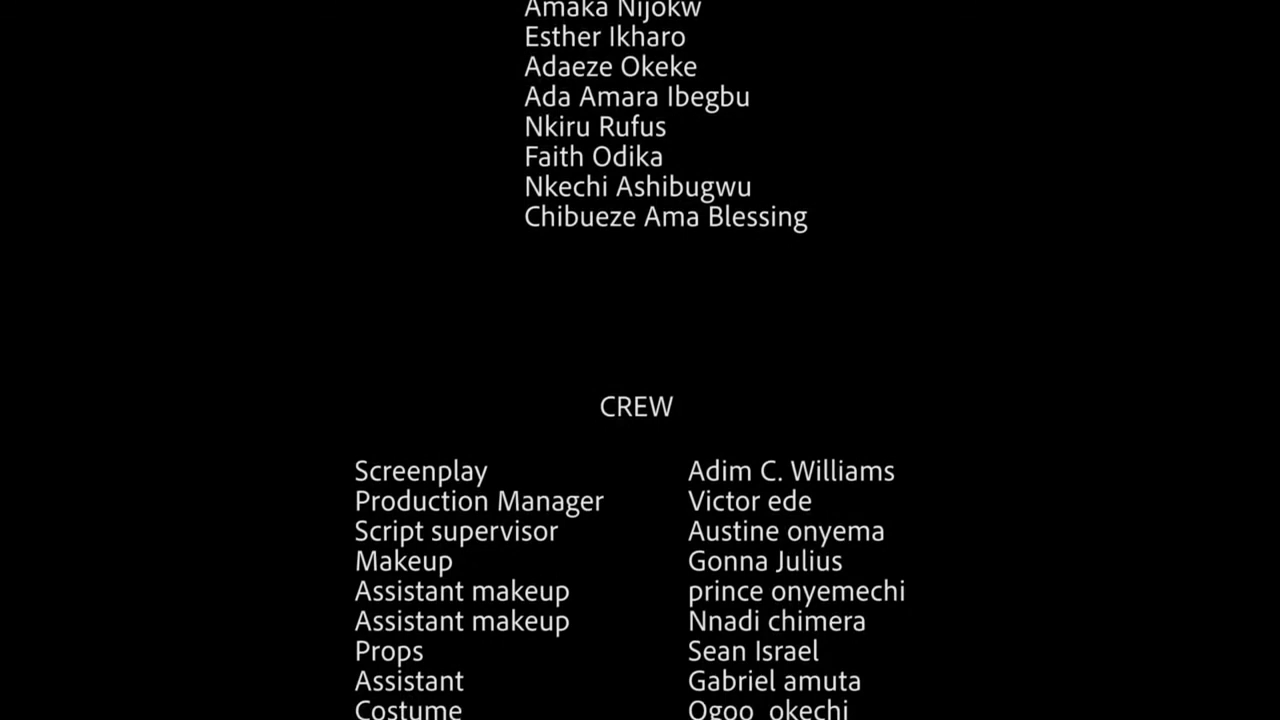 Amaka Nijokw
Esther Ikharo
Adaeze Okeke
Ada Amara Ibegbu
Nkiru Rufus
Faith Odika
Nkechi Ashibugwu
Chibueze Ama Blessing
CREW
Screenplay Adim C. Williams
Production Manager Victor ede
Script supervisor Austine onyema
Makeup Gonna Julius
Assistant makeup prince onyemechi
Assistant makeup Nnadi chimera
Props Sean Israel
Assistant Gabriel amuta
Costume Ogoo okechi